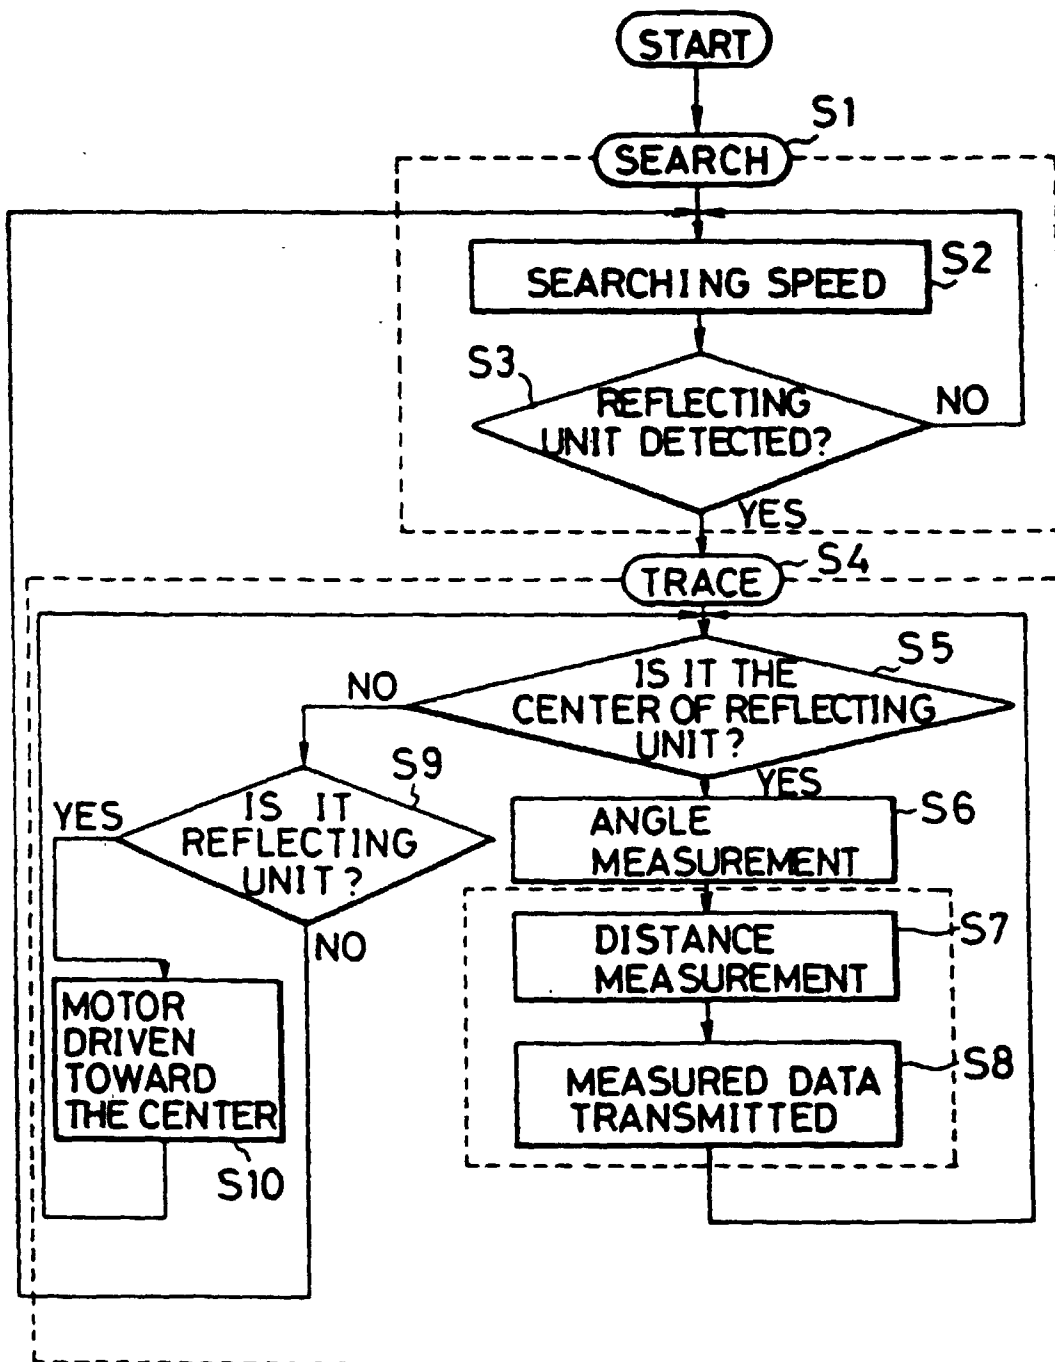 START
S1
SEARCH
S2
SEARCHING SPEED
S3
REFLECTING
UNIT DETECTED?
NO
YES
S4
TRACE
S5
IS IT THE
CENTER OF REFLECTING
UNIT?
NO
YES
S9
IS IT
REFLECTING
UNIT?
YES
NO
S6
ANGLE
MEASUREMENT
S7
DISTANCE
MEASUREMENT
S8
MEASURED DATA
TRANSMITTED
MOTOR
DRIVEN
TOWARD
THE CENTER
S10